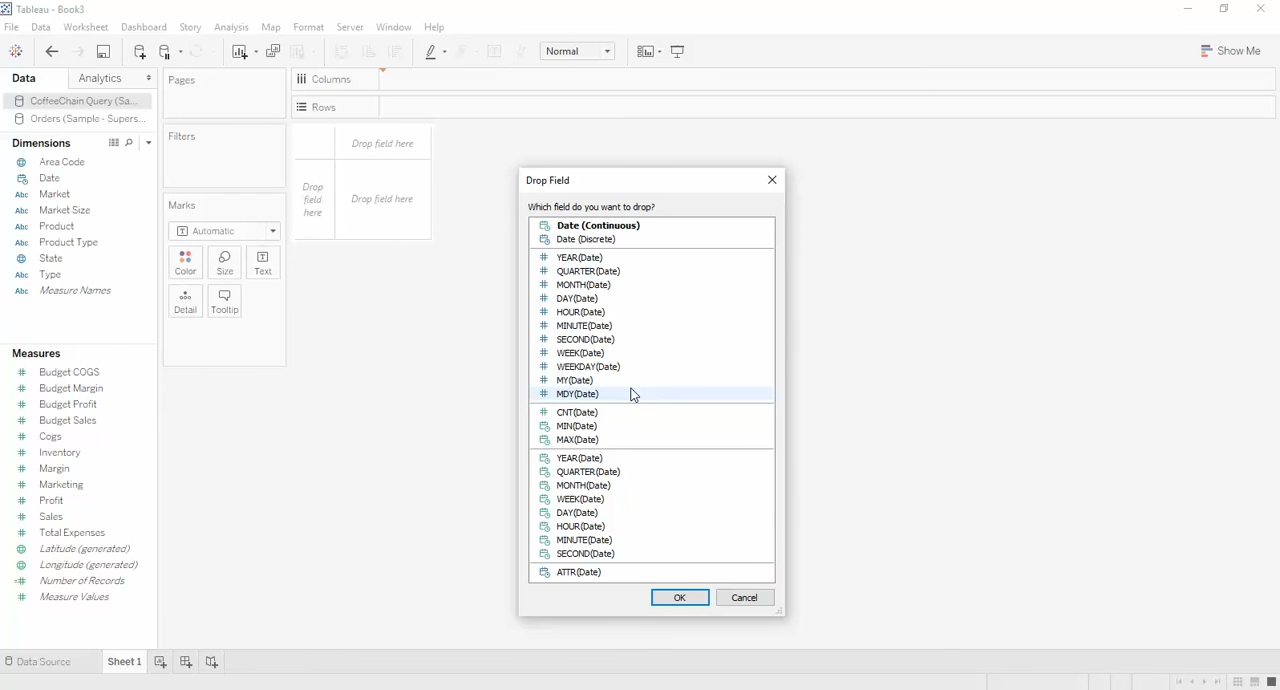 Tableau - Book3
File Data Worksheet Dashboard Story Analysis Map Format Server Window Help
Normal
Show Me
Data Analytics
CoffeeChain Query (Sa...
Orders (Sample - Supers...
Dimensions
Area Code
Date
Abc Market
Abc Market Size
Abc Product
Abc Product Type
State
Abc Type
Abc Measure Names
Measures
Budget COGS
Budget Margin
Budget Profit
Budget Sales
Cogs
Inventory
Margin
Marketing
Profit
Sales
Total Expenses
Latitude (generated)
Longitude (generated)
Number of Records
Measure Values
Pages
Filters
Marks
Automatic
Color Size Text
Detail Tooltip
Columns
Rows
Drop field here
Drop
field
here
Drop field here
Drop Field
Which field do you want to drop?
Date (Continuous)
Date (Discrete)
YEAR(Date)
QUARTER(Date)
MONTH(Date)
DAY(Date)
HOUR(Date)
MINUTE(Date)
SECOND(Date)
WEEK(Date)
WEEKDAY(Date)
MY(Date)
MDY(Date)
CNT(Date)
MIN(Date)
MAX(Date)
YEAR(Date)
QUARTER(Date)
MONTH(Date)
WEEK(Date)
DAY(Date)
HOUR(Date)
MINUTE(Date)
SECOND(Date)
ATTR(Date)
OK Cancel
Data Source Sheet 1